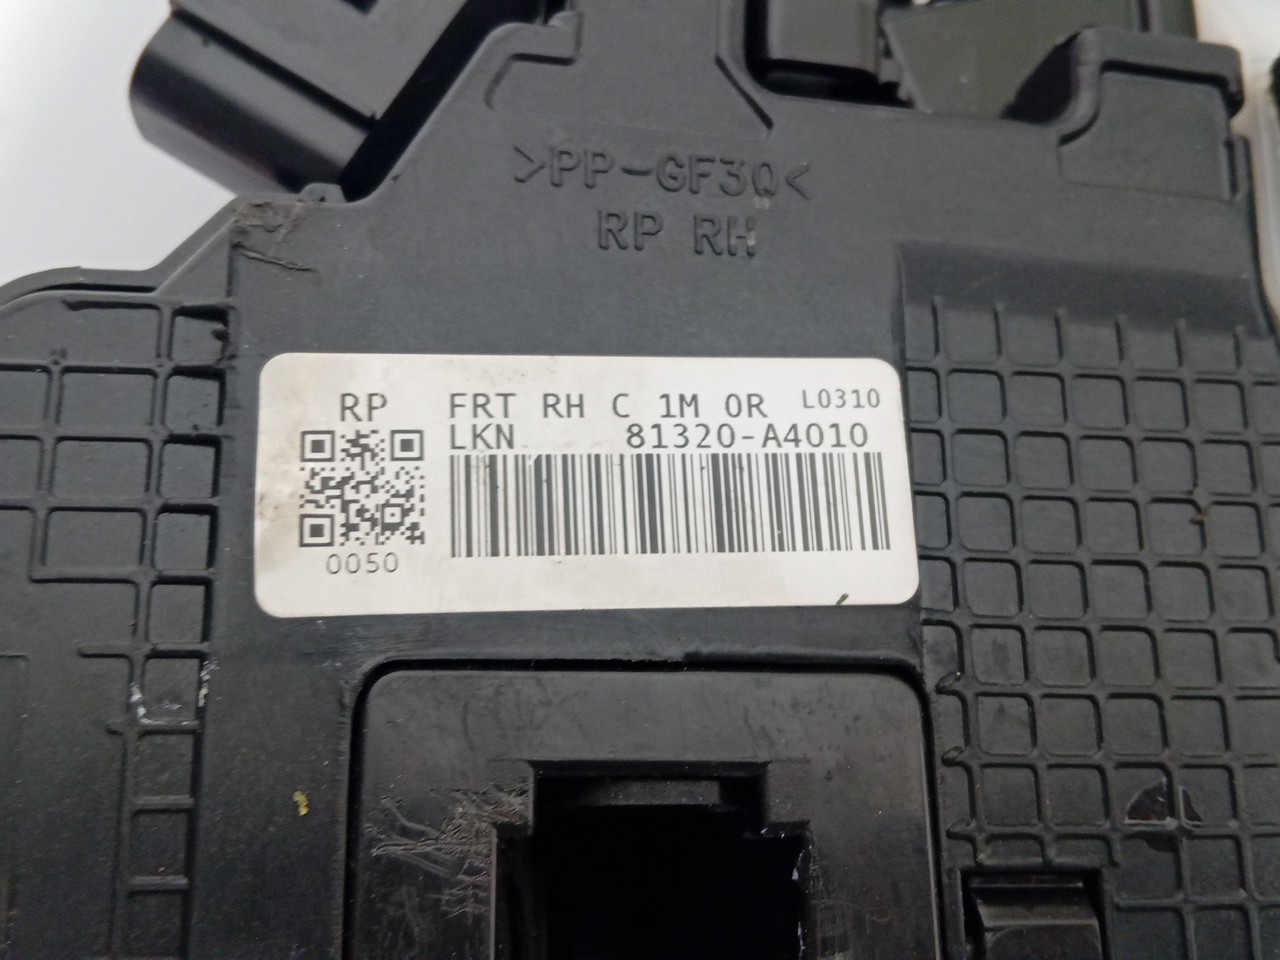 >PP-GF30<
RP RH
RP FRT RH C 1M 0R L0310
LKN 81320-A4010
0050